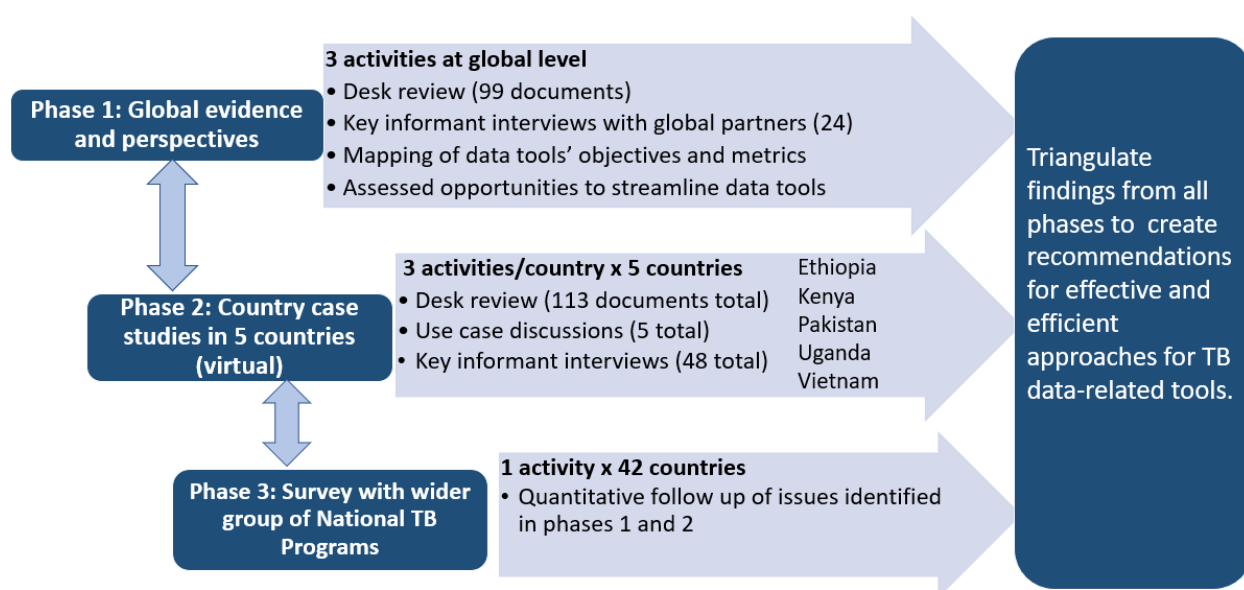 Phase 1: Global evidence
and perspectives
3 activities at global level
• Desk review (99 documents)
• Key informant interviews with global partners (24)
• Mapping of data tools’ objectives and metrics
• Assessed opportunities to streamline data tools
Phase 2: Country case
studies in 5 countries
(virtual)
3 activities/country x 5 countries
• Desk review (113 documents total)
• Use case discussions (5 total)
• Key informant interviews (48 total)
Ethiopia
Kenya
Pakistan
Uganda
Vietnam
Phase 3: Survey with wider
group of National TB
Programs
1 activity x 42 countries
• Quantitative follow up of issues identified
in phases 1 and 2
Triangulate
findings from all
phases to create
recommendations
for effective and
efficient
approaches for TB
data-related tools.